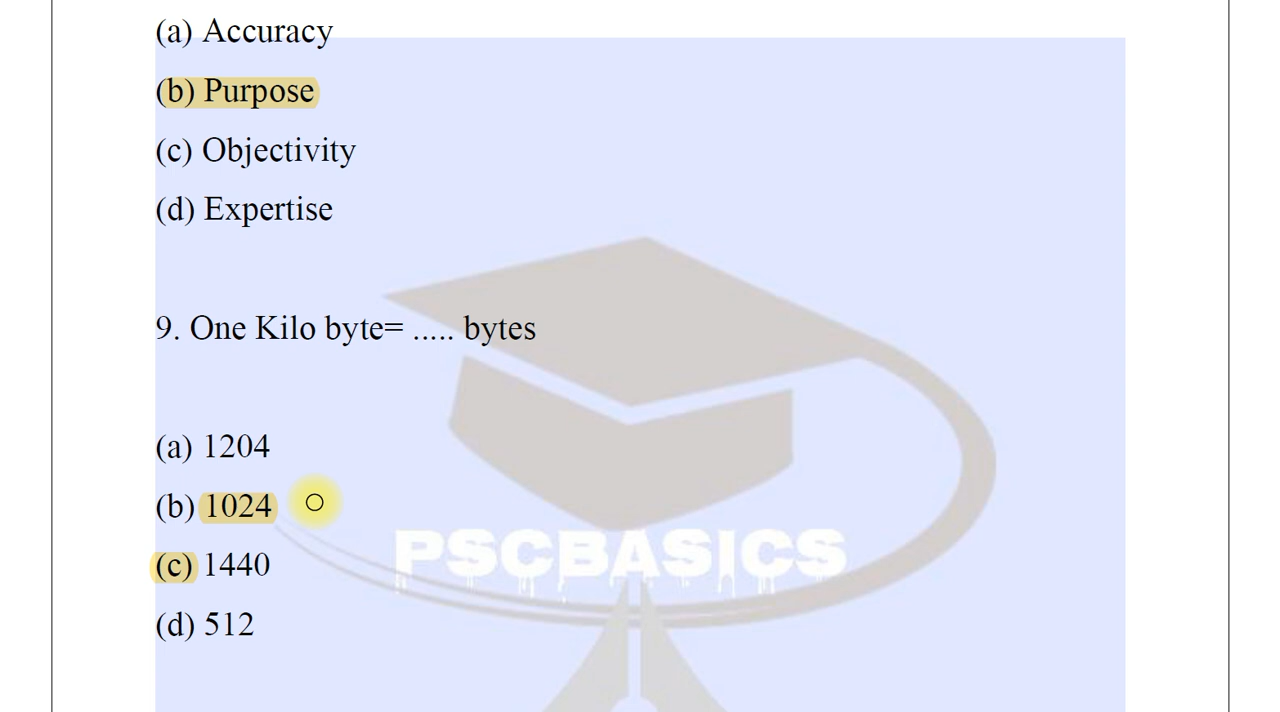 (a) Accuracy
(b) Purpose
(c) Objectivity
(d) Expertise
9. One Kilo byte= ..... bytes
(a) 1204
(b) 1024
(c) 1440
(d) 512
PSCBASICS